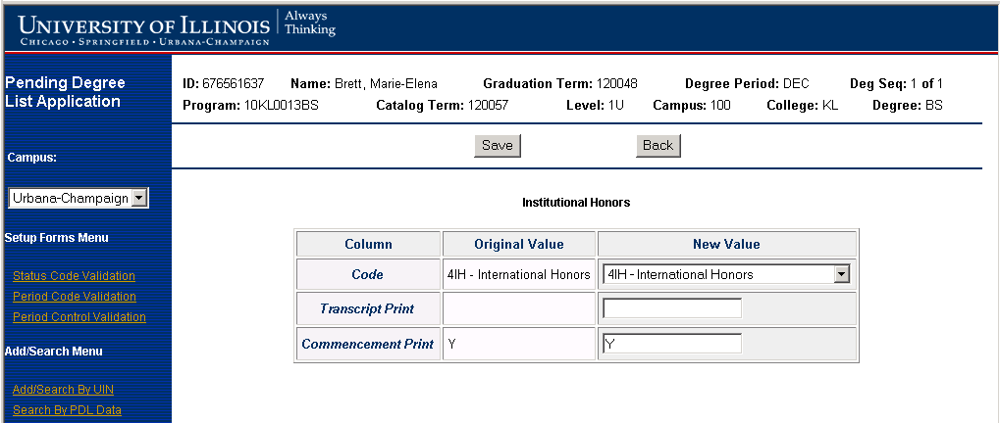 UNIVERSITY OF ILLINOIS Always Thinking
CHICAGO • SPRINGFIELD • URBANA-CHAMPAIGN
Pending Degree List Application
ID: 676561637 Name: Brett, Marie-Elena Graduation Term: 120048 Degree Period: DEC Deg Seq: 1 of 1
Program: 10KL0013BS Catalog Term: 120057 Level: 1U Campus: 100 College: KL Degree: BS
Save Back
Campus:
Urbana-Champaign
Setup Forms Menu
Status Code Validation
Period Code Validation
Period Control Validation
Add/Search Menu
Add/Search By UIN
Search By PDL Data
Institutional Honors
Column Original Value New Value
Code 4IH - International Honors 4IH - International Honors
Transcript Print
Commencement Print Y Y